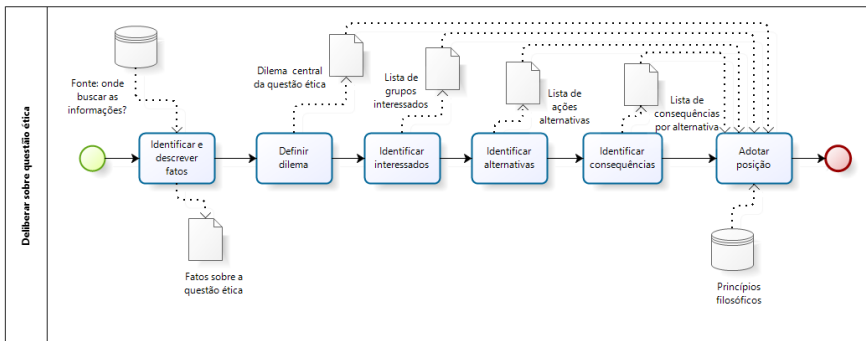 Deliberar sobre questão ética
Fonte: onde
buscar as
informações?
Identificar e
descrever
fatos
Fatos sobre a
questão ética
Definir
dilema
Dilema central
da questão ética
Identificar
interessados
Lista de
grupos
interessados
Identificar
alternativas
Lista de
ações
alternativas
Identificar
consequências
Lista de
consequências
por alternativa
Adotar
posição
Princípios
filosóficos